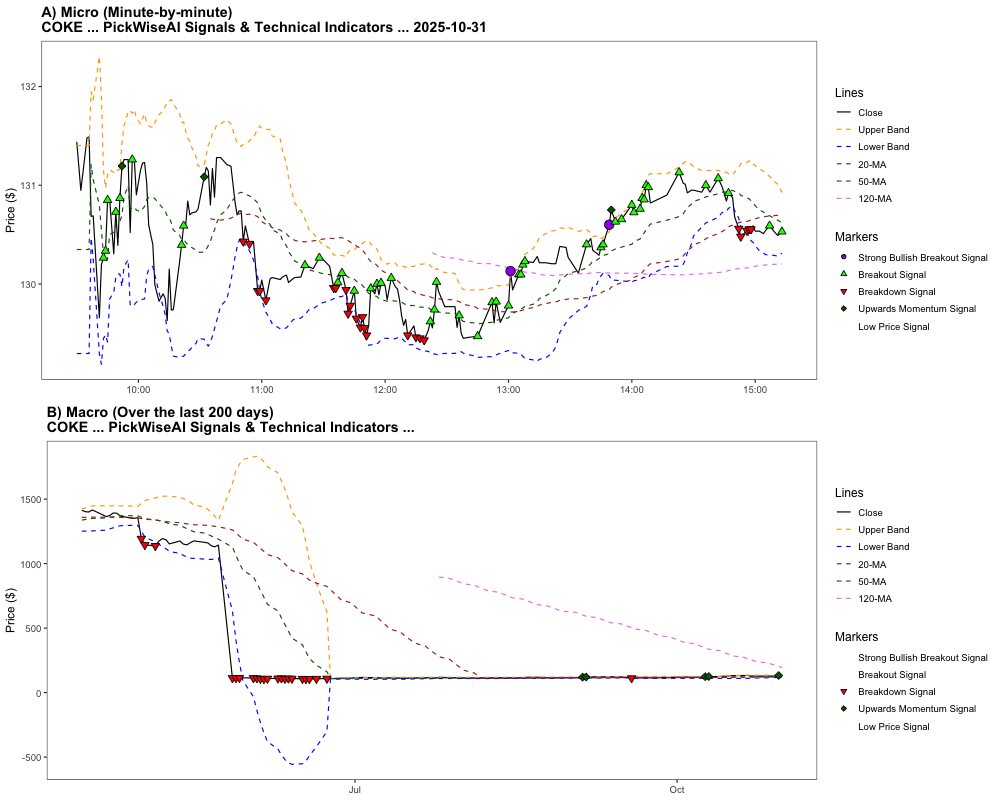 A) Micro (Minute-by-minute)
COKE ... PickWiseAI Signals & Technical Indicators ... 2025-10-31
Price ($)
132
131
130
10:00
11:00
12:00
13:00
14:00
15:00
Lines
Close
Upper Band
Lower Band
20-MA
50-MA
120-MA
Markers
Strong Bullish Breakout Signal
Breakout Signal
Breakdown Signal
Upwards Momentum Signal
Low Price Signal
B) Macro (Over the last 200 days)
COKE ... PickWiseAI Signals & Technical Indicators ...
Price ($)
1500
1000
500
0
-500
Jul
Oct
Lines
Close
Upper Band
Lower Band
20-MA
50-MA
120-MA
Markers
Strong Bullish Breakout Signal
Breakout Signal
Breakdown Signal
Upwards Momentum Signal
Low Price Signal